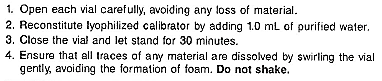 1. Open each vial carefully, avoiding any loss of material.
2. Reconstitute lyophilized calibrator by adding 1.0 mL of purified water.
3. Close the vial and let stand for 30 minutes.
4. Ensure that all traces of any material are dissolved by swirling the vial
gently, avoiding the formation of foam. Do not shake.